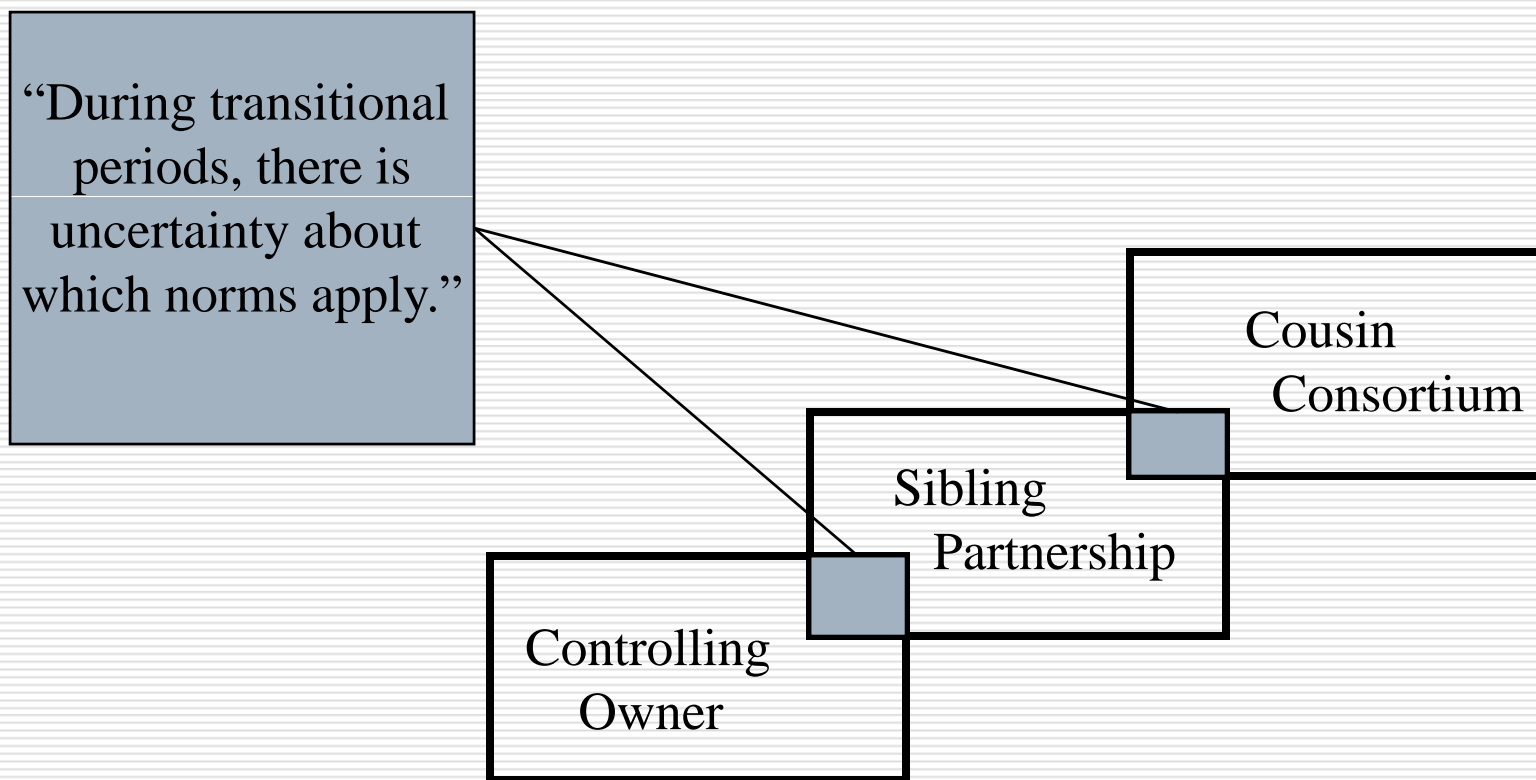 “During transitional
periods, there is
uncertainty about
which norms apply.”
Cousin
Consortium
Sibling
Partnership
Controlling
Owner